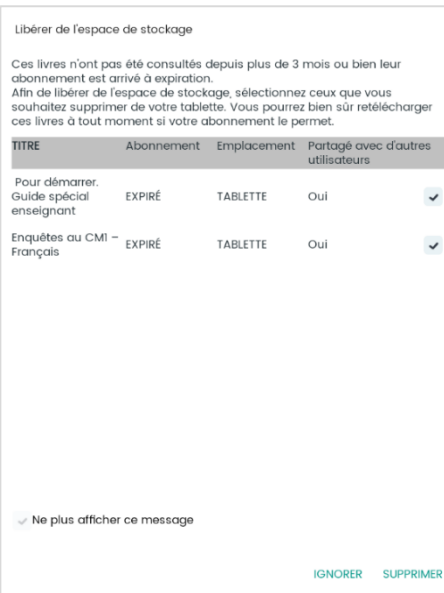 Libérer de l'espace de stockage
Ces livres n'ont pas été consultés depuis plus de 3 mois ou bien leur
abonnement est arrivé à expiration.
Afin de libérer de l'espace de stockage, sélectionnez ceux que vous
souhaitez supprimer de votre tablette. Vous pourrez bien sûr retélécharger
ces livres à tout moment si votre abonnement le permet.
TITRE Abonnement Emplacement Partagé avec d'autres
utilisateurs
Pour démarrer.
Guide spécial
enseignant
EXPIRÉ TABLETTE Oui
Enquêtes au CM1 –
Français
EXPIRÉ TABLETTE Oui
Ne plus afficher ce message
IGNORER SUPPRIMER